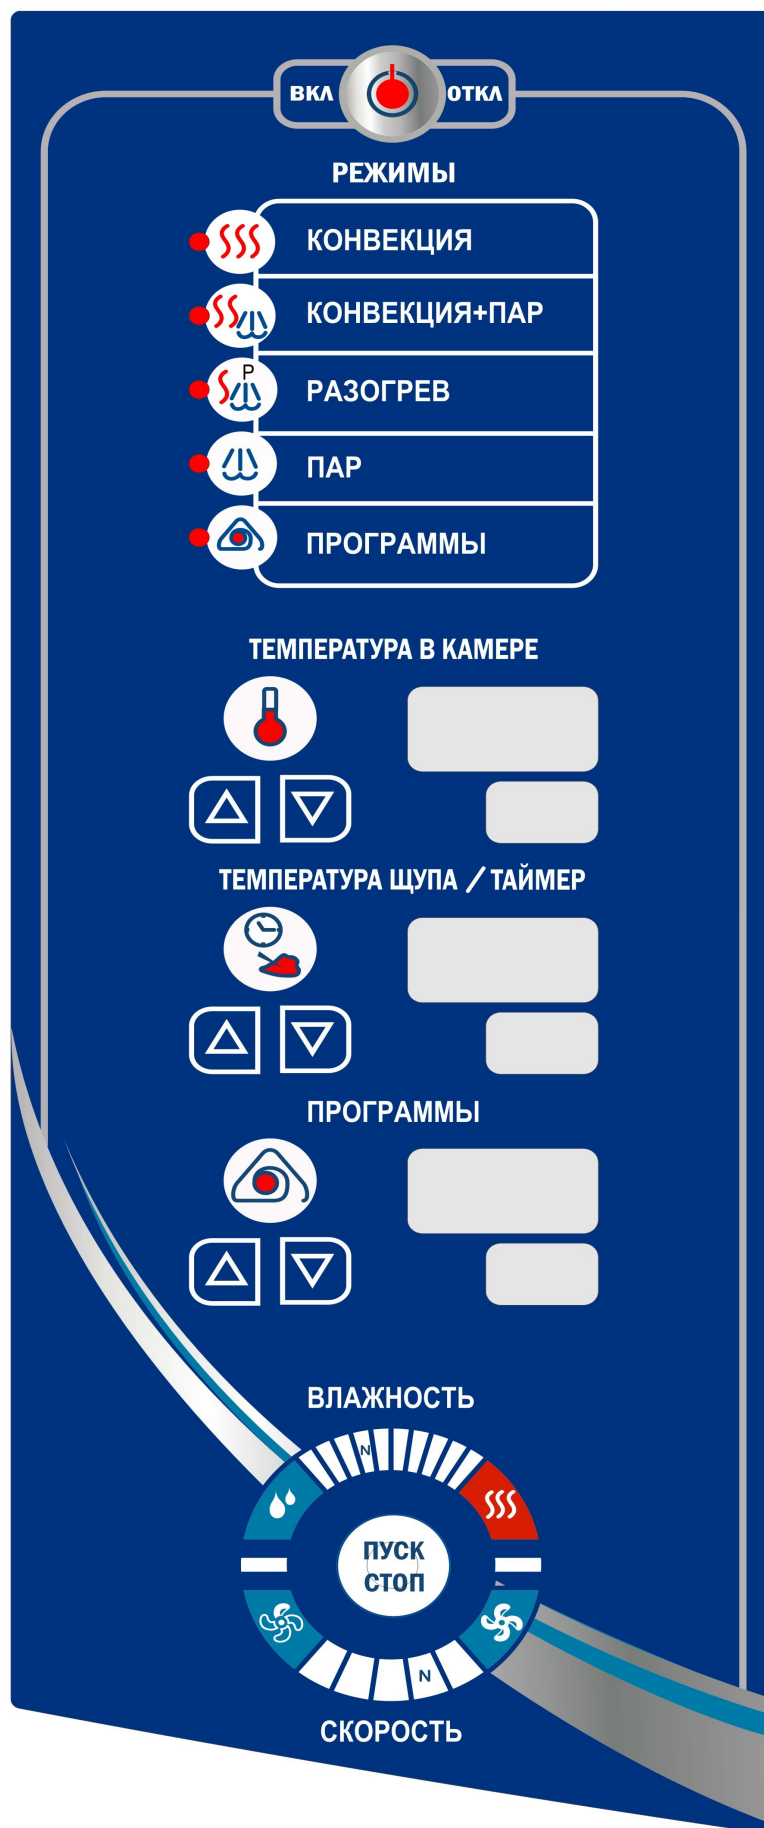 ВКЛ ОТКЛ
РЕЖИМЫ
КОНВЕКЦИЯ
КОНВЕКЦИЯ+ПАР
P
РАЗОГРЕВ
ПАР
ПРОГРАММЫ
ТЕМПЕРАТУРА В КАМЕРЕ
ТЕМПЕРАТУРА ЩУПА / ТАЙМЕР
ПРОГРАММЫ
ВЛАЖНОСТЬ
N
ПУСК
СТОП
N
СКОРОСТЬ